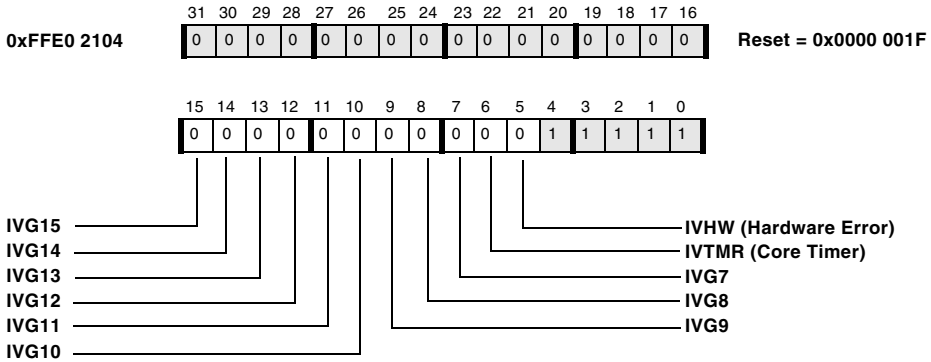 31 30 29 28 27 26 25 24 23 22 21 20 19 18 17 16
0xFFE0 2104 0 0 0 0 0 0 0 0 0 0 0 0 0 0 0 0 Reset = 0x0000 001F
15 14 13 12 11 10 9 8 7 6 5 4 3 2 1 0
0 0 0 0 0 0 0 0 0 0 0 1 1 1 1 1
IVG15 IVHW (Hardware Error)
IVG14 IVTMR (Core Timer)
IVG13 IVG7
IVG12 IVG8
IVG11 IVG9
IVG10